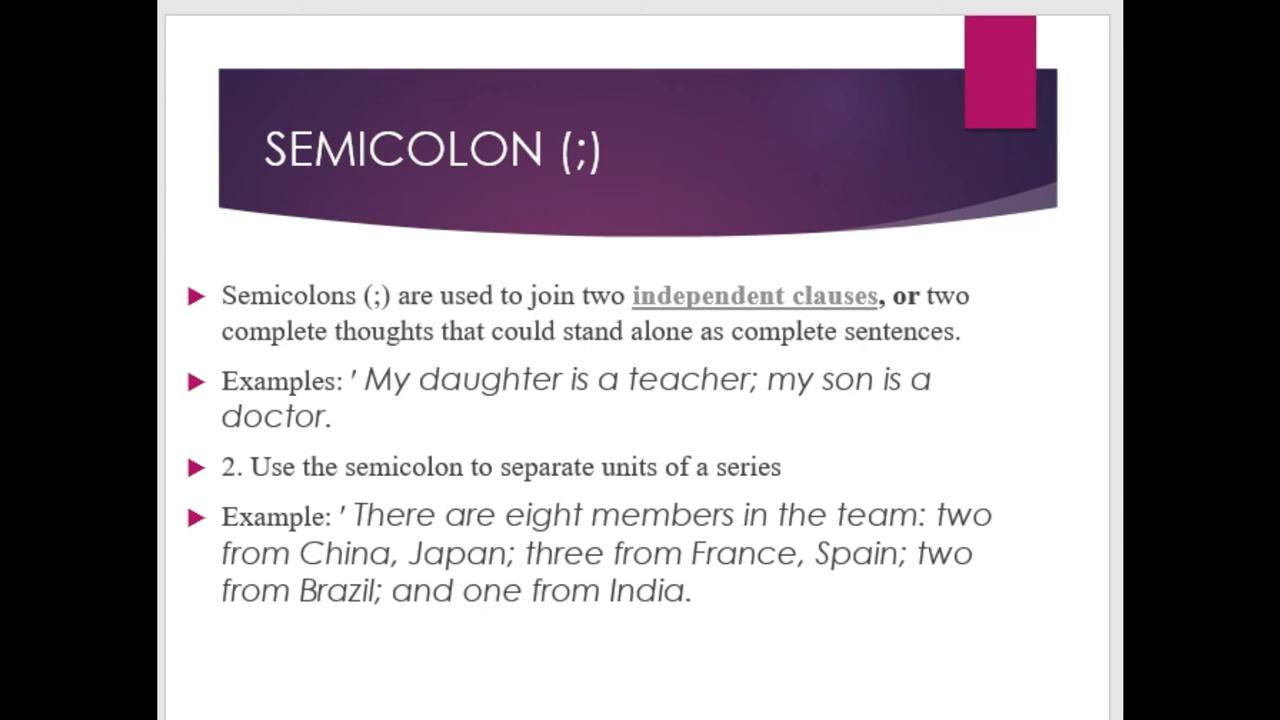 SEMICOLON (;)
Semicolons (;) are used to join two independent clauses, or two
complete thoughts that could stand alone as complete sentences.
Examples: ' My daughter is a teacher; my son is a
doctor.
2. Use the semicolon to separate units of a series
Example: ' There are eight members in the team: two
from China, Japan; three from France, Spain; two
from Brazil; and one from India.